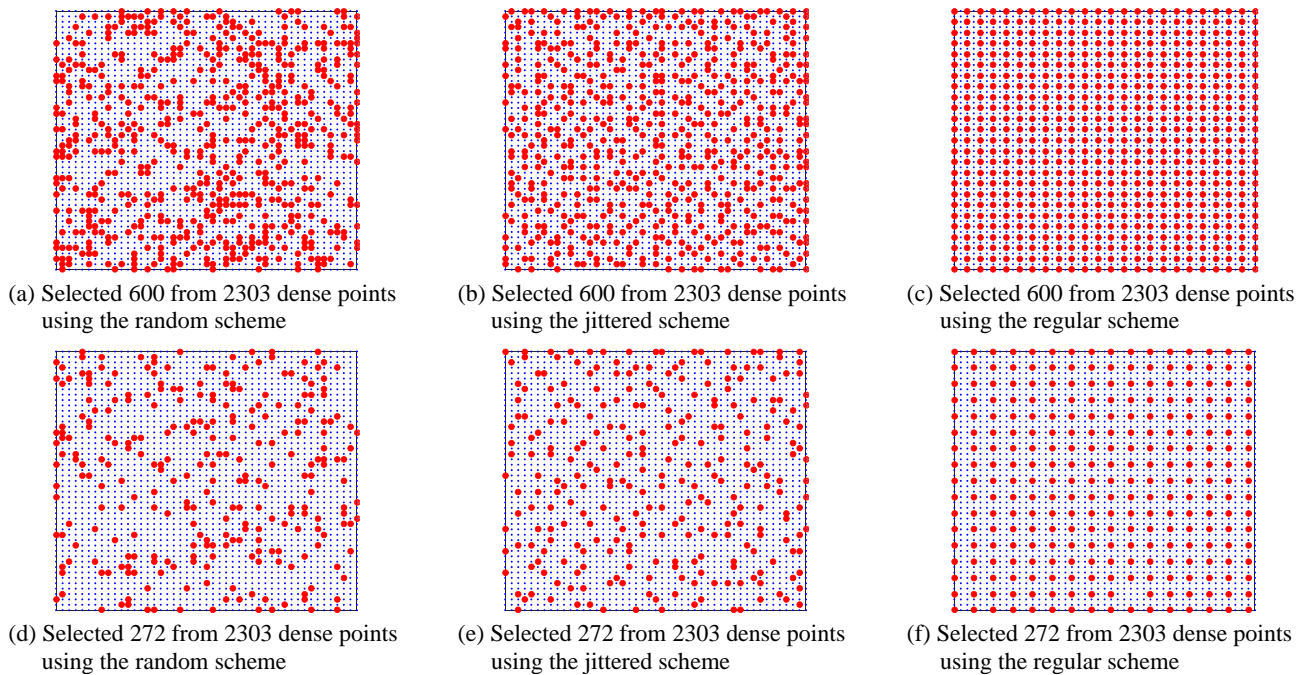 (a) Selected 600 from 2303 dense points
using the random scheme
(b) Selected 600 from 2303 dense points
using the jittered scheme
(c) Selected 600 from 2303 dense points
using the regular scheme
(d) Selected 272 from 2303 dense points
using the random scheme
(e) Selected 272 from 2303 dense points
using the jittered scheme
(f) Selected 272 from 2303 dense points
using the regular scheme